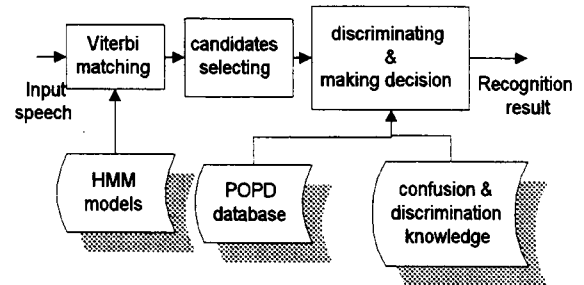 Viterbi
matching
candidates
selecting
discriminating
&
making decision
Input
speech
Recognition
result
HMM
models
POPD
database
confusion &
discrimination
knowledge